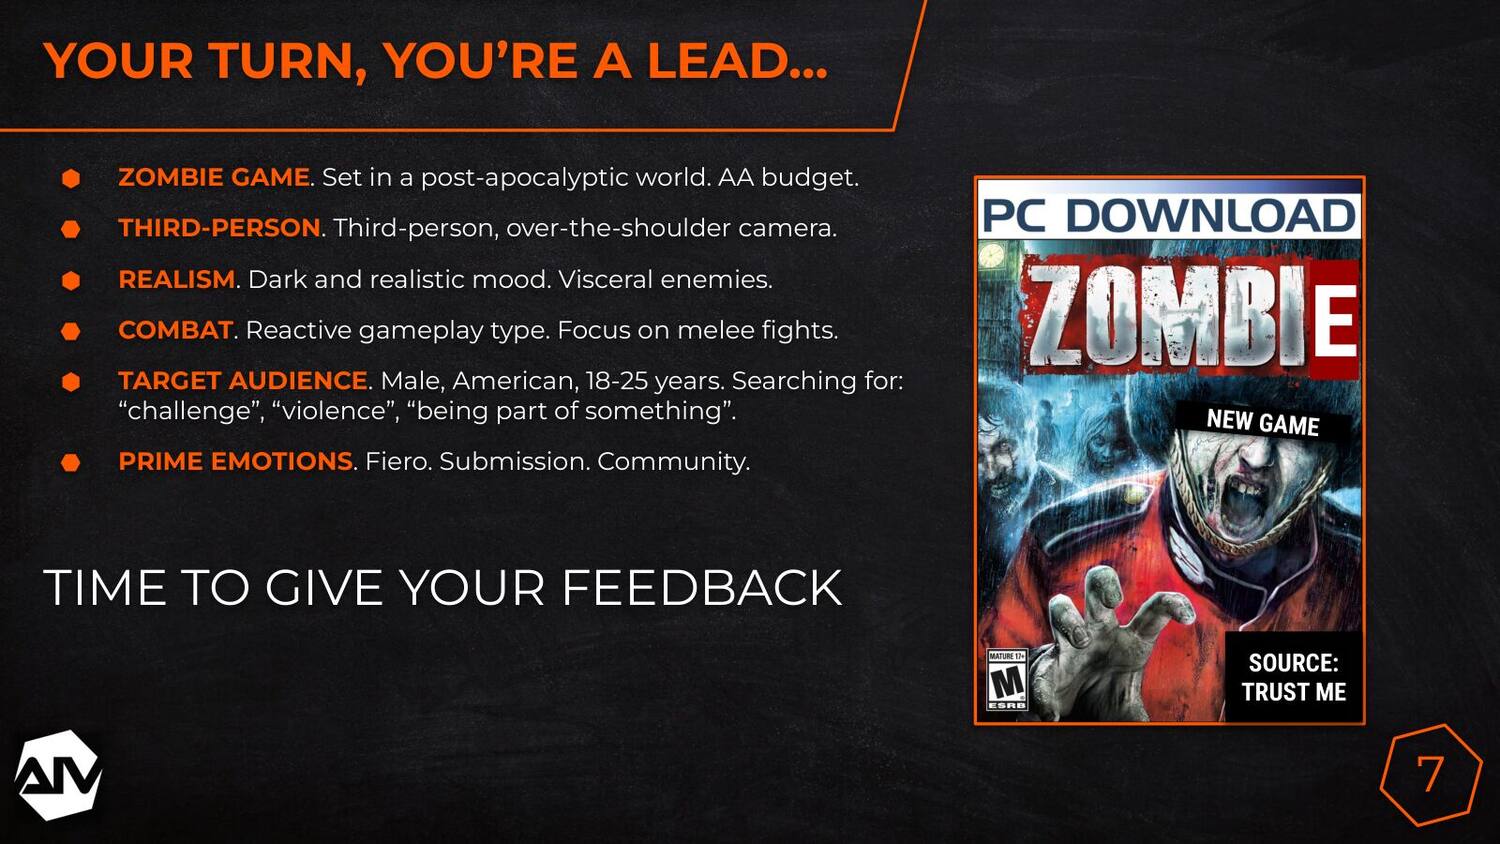 YOUR TURN, YOU’RE A LEAD...
ZOMBIE GAME. Set in a post-apocalyptic world. AA budget.
THIRD-PERSON. Third-person, over-the-shoulder camera.
REALISM. Dark and realistic mood. Visceral enemies.
COMBAT. Reactive gameplay type. Focus on melee fights.
TARGET AUDIENCE. Male, American, 18-25 years. Searching for:
“challenge”, “violence”, “being part of something”.
PRIME EMOTIONS. Fiero. Submission. Community.
TIME TO GIVE YOUR FEEDBACK
PC DOWNLOAD
ZOMBIE
NEW GAME
MATURE 17+
M
ESRB
SOURCE:
TRUST ME
AIV
7